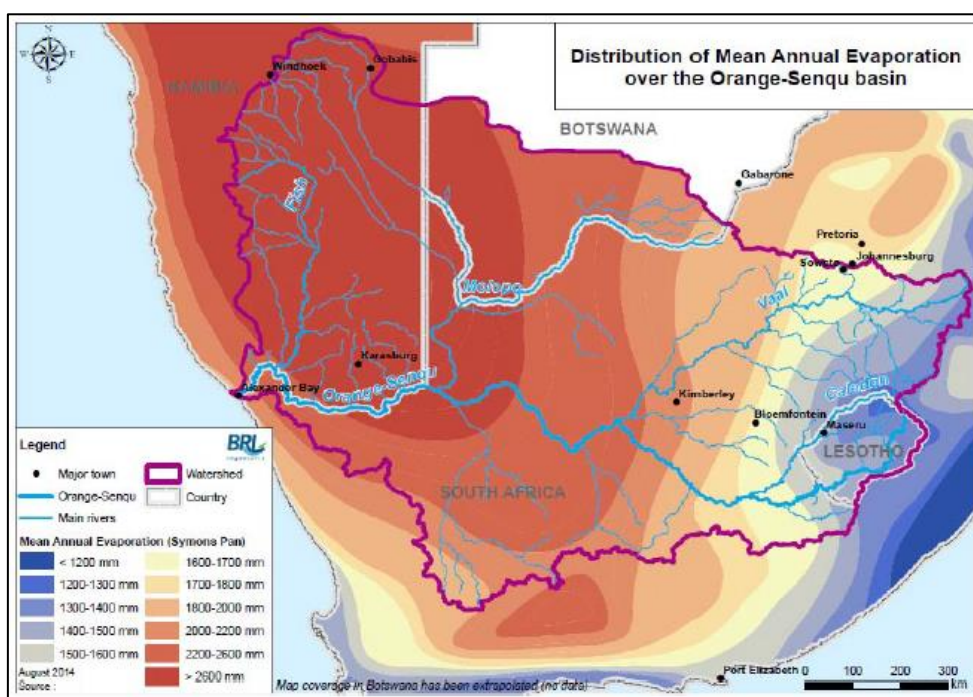 Distribution of Mean Annual Evaporation
over the Orange-Senqu basin
N
W
E
S
Windhoek
Gobabis
NAMIBIA
BOTSWANA
Gabarone
Fish
Pretoria
Johannesburg
Soweto
Molopo
Vaal
Karasburg
Alexander Bay
Orange-Senqu
Kimberley
Caledon
Bloemfontein
Maseru
LESOTHO
SOUTH AFRICA
Legend
BRL
Major town
Watershed
Orange-Senqu
Country
Main rivers
Mean Annual Evaporation (Symons Pan)
< 1200 mm
1600-1700 mm
1200-1300 mm
1700-1800 mm
1300-1400 mm
1800-2000 mm
1400-1500 mm
2000-2200 mm
1500-1600 mm
2200-2600 mm
> 2600 mm
August 2014
Source :
Map coverage in Botswana has been extrapolated (no data)
Port Elizabeth
0 100 200 300
km